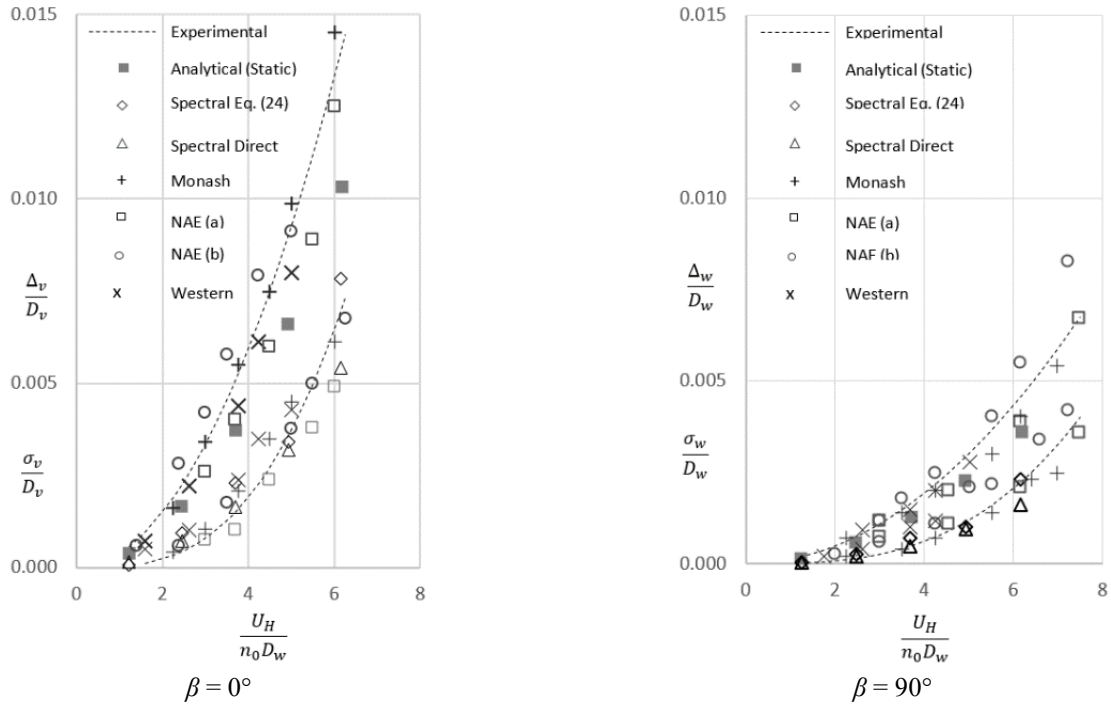 0.015
Experimental
Analytical (Static)
Spectral Eq. (24)
Spectral Direct
Monash
0.010
NAE (a)
NAE (b)
Δv
Dv
Western
0.005
σv
Dv
0.000
0 2 4 6 8
UH
n0Dw
β = 0°
0.015
Experimental
Analytical (Static)
Spectral Eq. (24)
Spectral Direct
Monash
0.010
NAE (a)
NAE (b)
Δw
Dw
Western
0.005
σw
Dw
0.000
0 2 4 6 8
UH
n0Dw
β = 90°